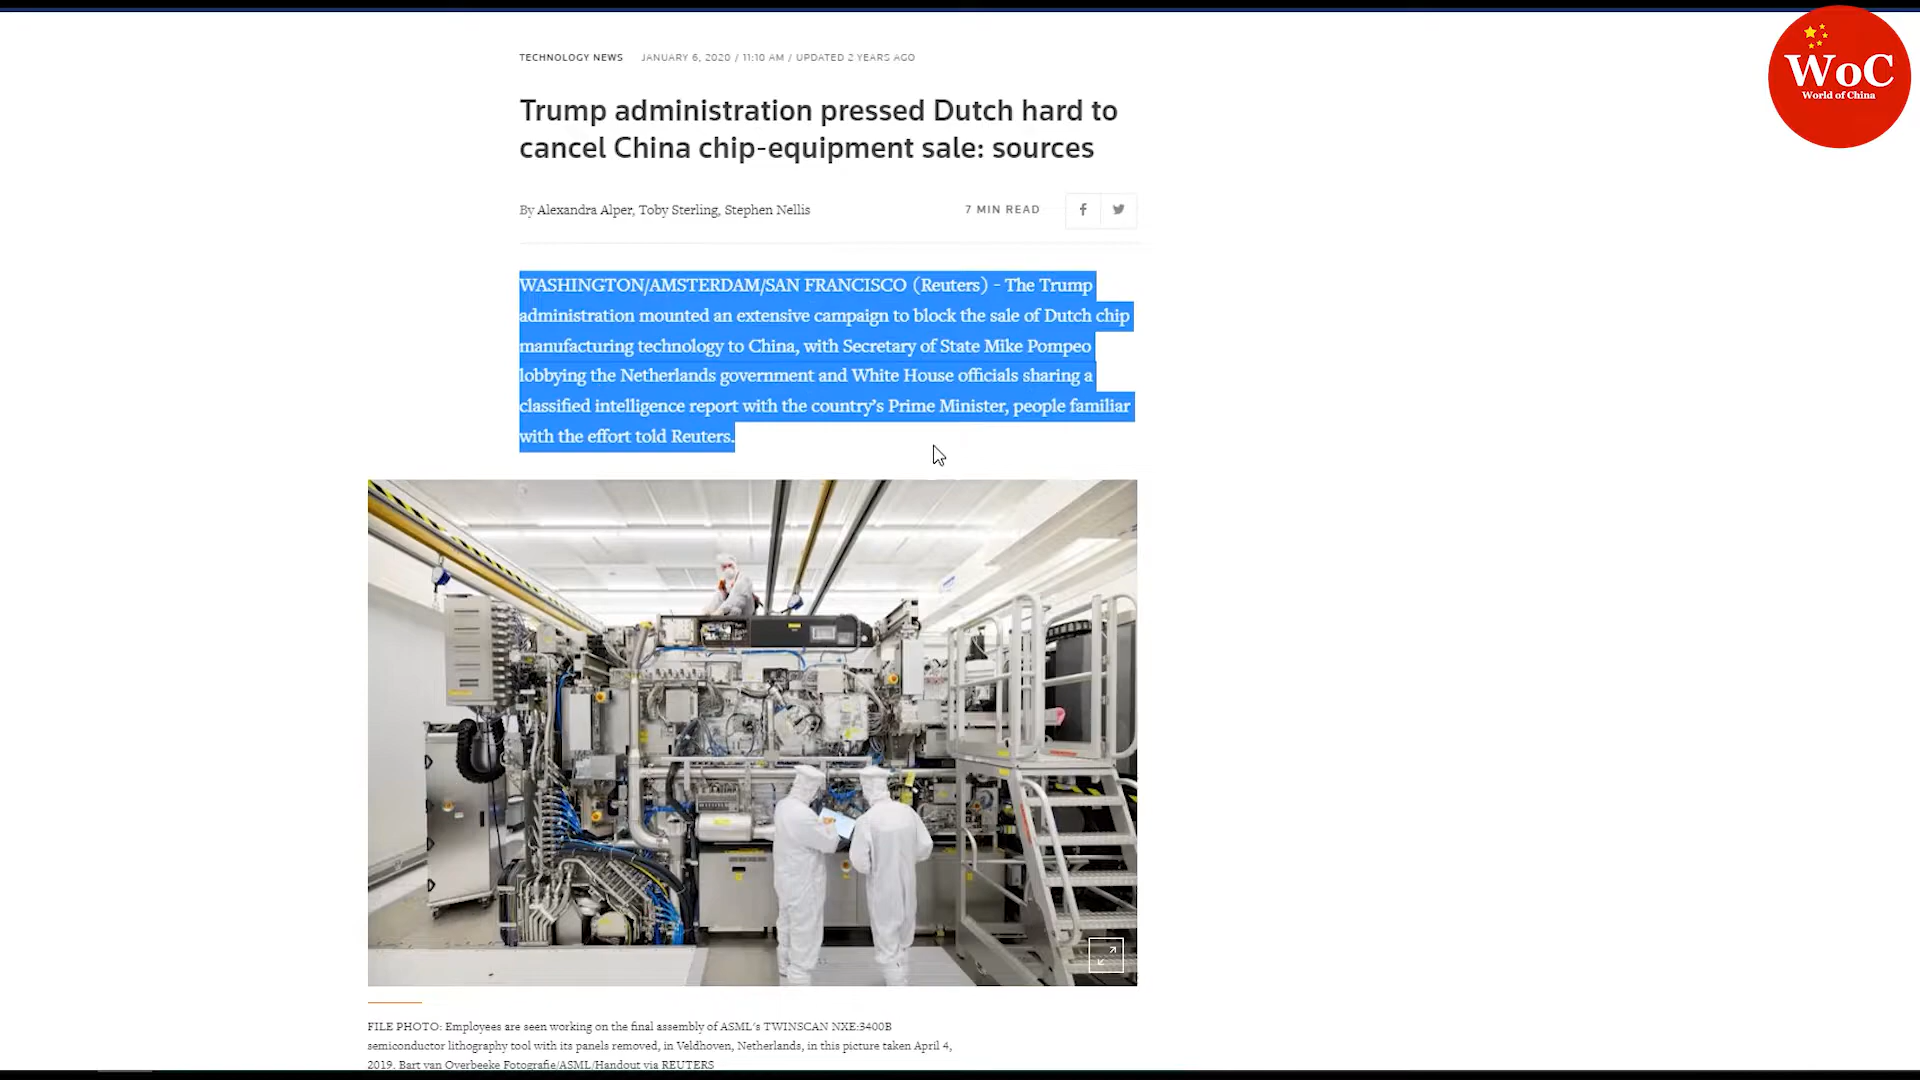 TECHNOLOGY NEWS JANUARY 6, 2020 / 11:10 AM / UPDATED 2 YEARS AGO
WoC
World of China
Trump administration pressed Dutch hard to
cancel China chip-equipment sale: sources
By Alexandra Alper, Toby Sterling, Stephen Nellis 7 MIN READ
WASHINGTON/AMSTERDAM/SAN FRANCISCO (Reuters) - The Trump
administration mounted an extensive campaign to block the sale of Dutch chip
manufacturing technology to China, with Secretary of State Mike Pompeo
lobbying the Netherlands government and White House officials sharing a
classified intelligence report with the country’s Prime Minister, people familiar
with the effort told Reuters.
FILE PHOTO: Employees are seen working on the final assembly of ASML's TWINSCAN NXE:3400B
semiconductor lithography tool with its panels removed, in Veldhoven, Netherlands, in this picture taken April 4,
2019. Bart van Overbeeke Fotografie/ASML/Handout via REUTERS